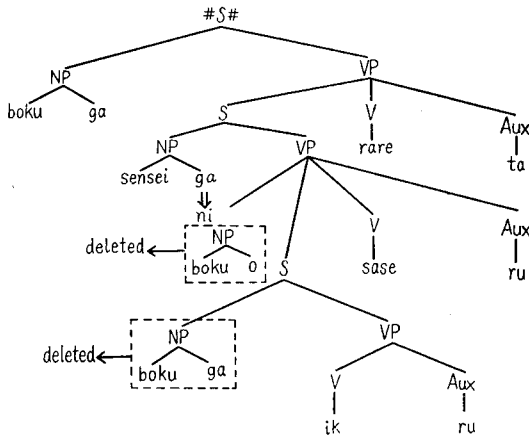 #S#
NP VP
boku ga S V Aux
NP VP rare ta
sensei ga
⇓
ni V Aux
NP
deleted boku o S sase ru
NP VP
deleted boku ga V Aux
ik ru